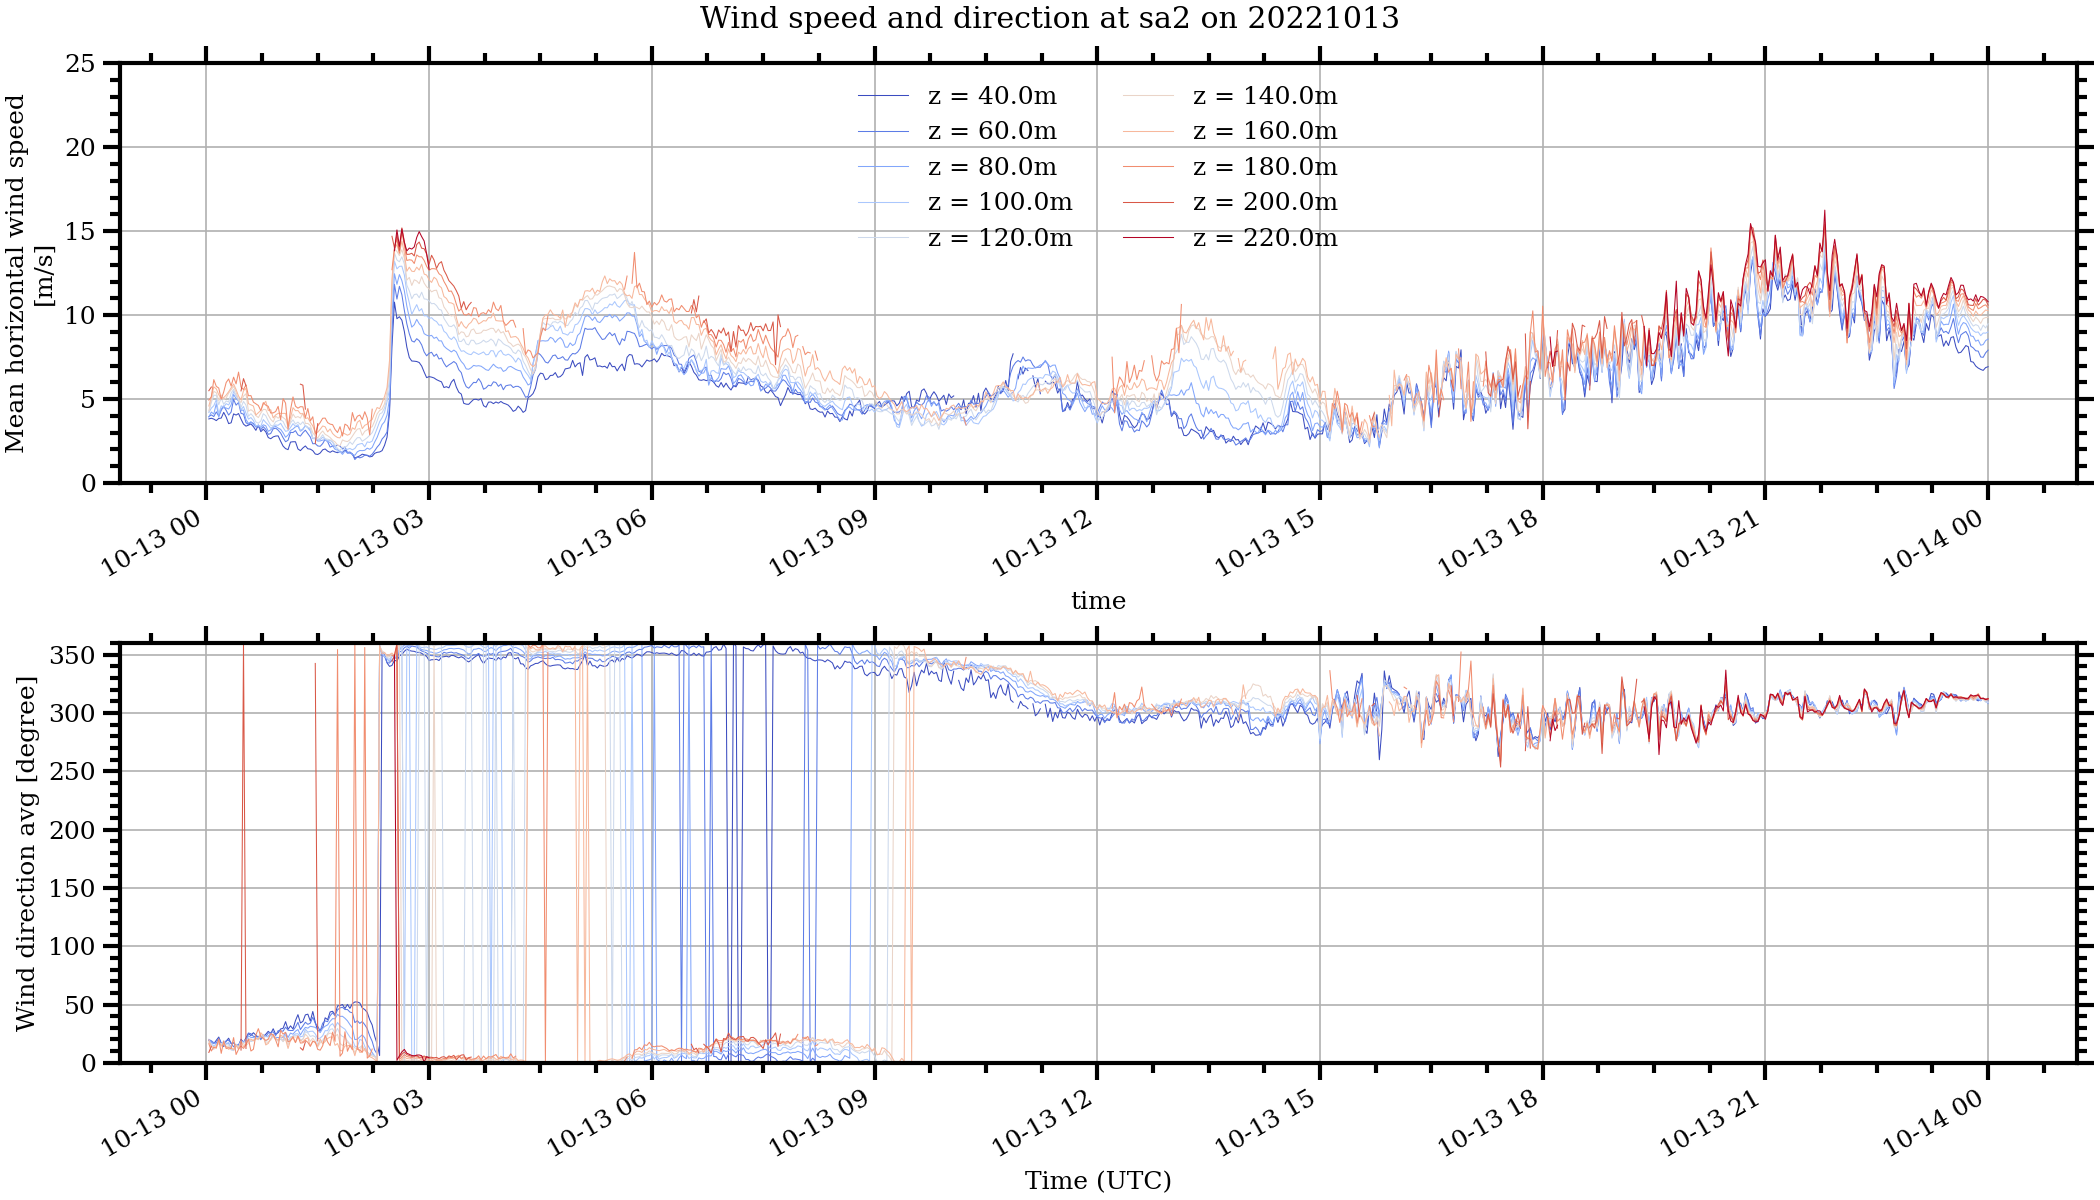 Wind speed and direction at sa2 on 20221013
Mean horizontal wind speed
[m/s]
25
20
15
10
5
0
z = 40.0m
z = 60.0m
z = 80.0m
z = 100.0m
z = 120.0m
z = 140.0m
z = 160.0m
z = 180.0m
z = 200.0m
z = 220.0m
10-13 00
10-13 03
10-13 06
10-13 09
10-13 12
10-13 15
10-13 18
10-13 21
10-14 00
time
Wind direction avg [degree]
350
300
250
200
150
100
50
0
10-13 00
10-13 03
10-13 06
10-13 09
10-13 12
10-13 15
10-13 18
10-13 21
10-14 00
Time (UTC)